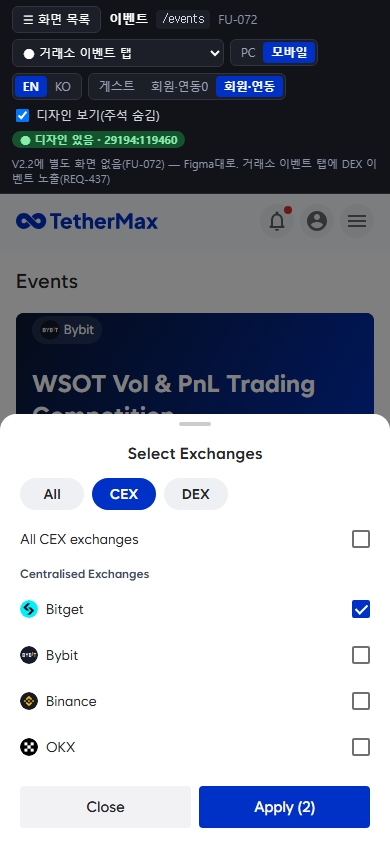 ☰ 화면 목록 이벤트 /events FU-072
● 거래소 이벤트 탭 PC 모바일
EN KO 게스트 회원·연동0 회원·연동
디자인 보기(주석 숨김)
● 디자인 있음 · 29194:119460
V2.2에 별도 화면 없음(FU-072) — Figma대로. 거래소 이벤트 탭에 DEX 이
벤트 노출(REQ-437)
TetherMax
Events
BYBIT Bybit
WSOT Vol & PnL Trading
Competition
Select Exchanges
All CEX DEX
All CEX exchanges
Centralised Exchanges
Bitget
BYBIT Bybit
Binance
OKX
Close Apply (2)